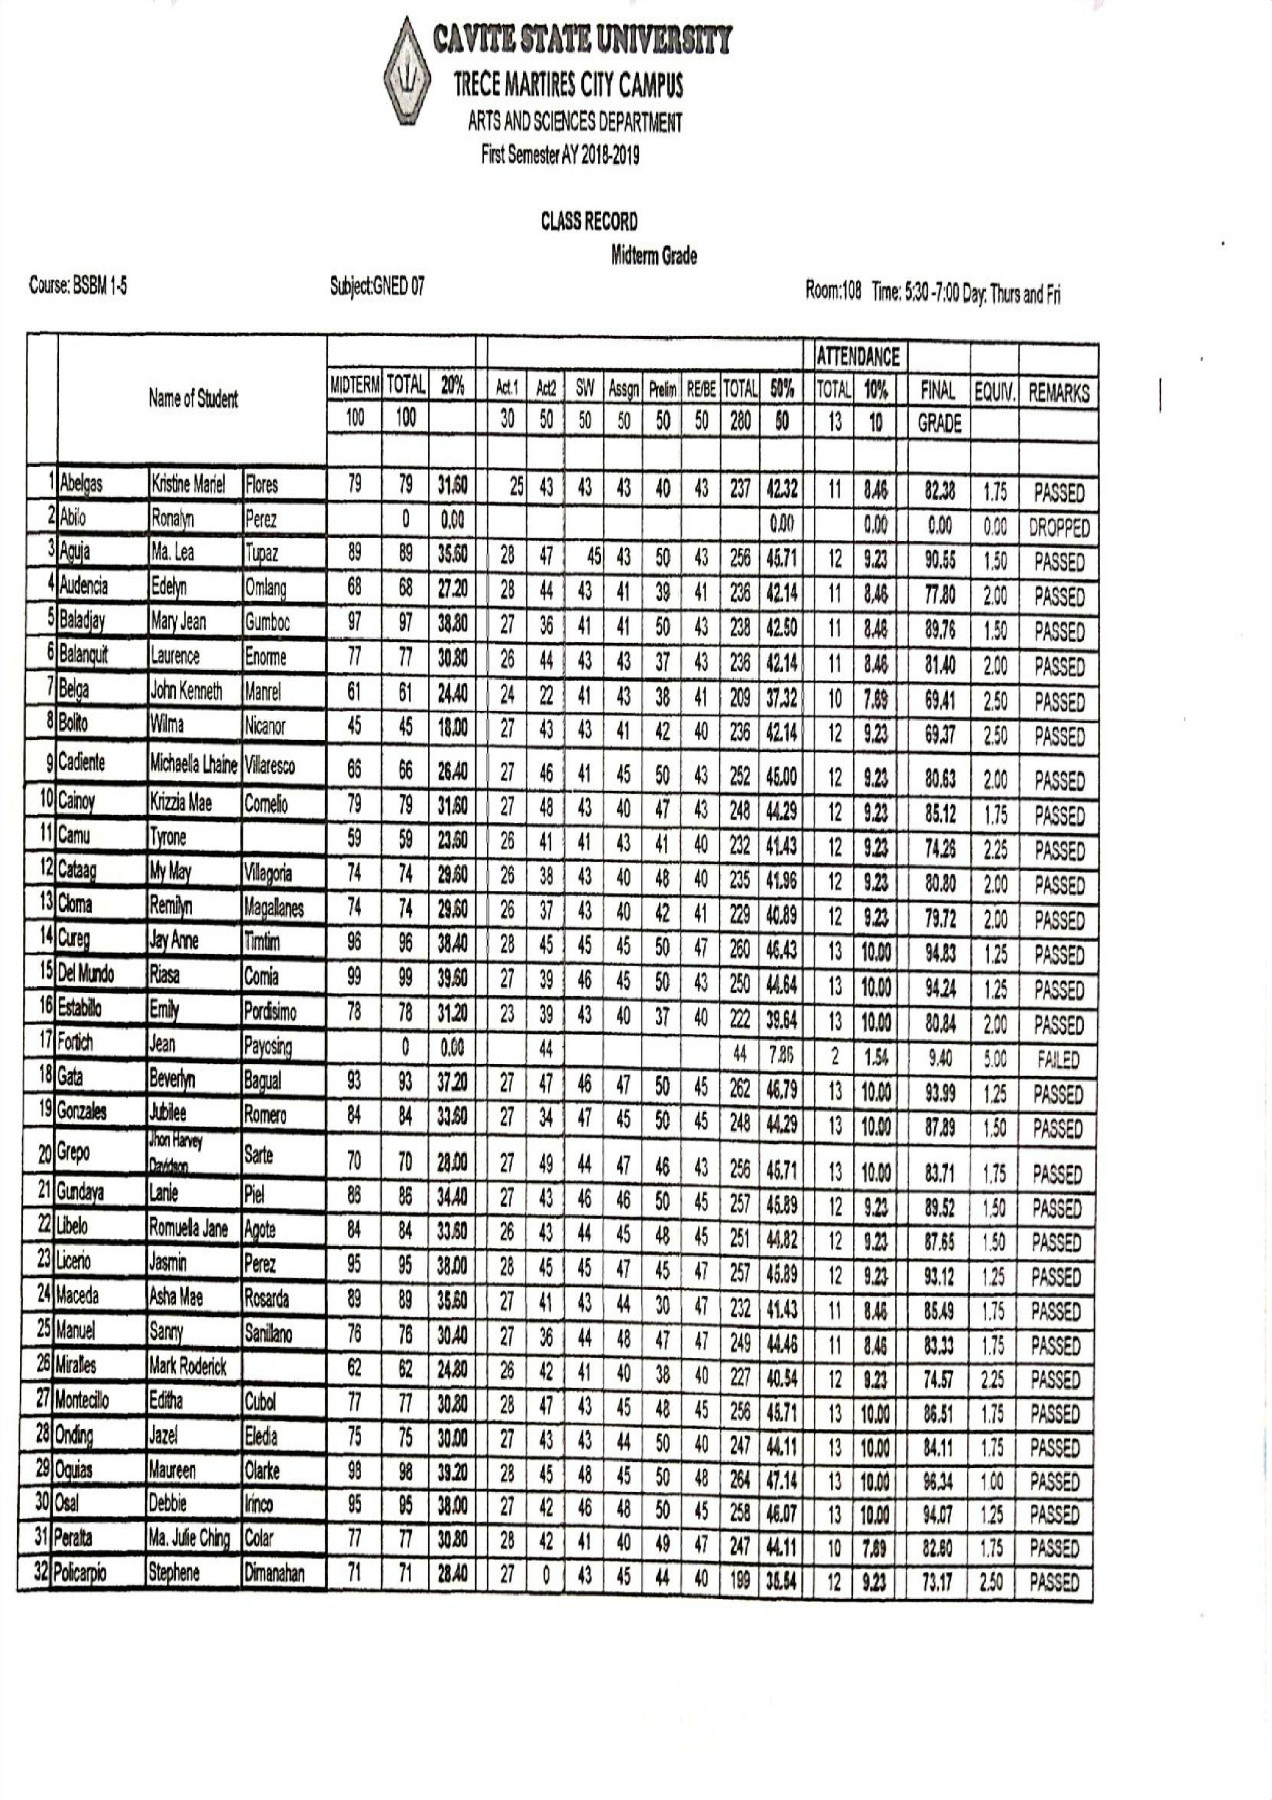 CAVITE STATE UNIVERSITY
TRECE MARTIRES CITY CAMPUS
ARTS AND SCIENCES DEPARTMENT
First Semester AY 2018-2019
CLASS RECORD
Midterm Grade
Course: BSBM 1-5 Subject:GNED 07 Room:108 Time: 5:30 -7:00 Day: Thurs and Fri
ATTENDANCE
Name of Student MIDTERM TOTAL 20% Act.1 Act2 SW Assgn Prelim RE/BE TOTAL 50% TOTAL 10% FINAL EQUIV. REMARKS
100 100 30 50 50 50 50 50 280 50 13 10 GRADE
1 Abelgas Kristine Mariel Flores 79 79 31.60 25 43 43 43 40 43 237 42.32 11 8.46 82.38 1.75 PASSED
2 Abilo Ronalyn Perez 0 0.00 0.00 0.00 0.00 0.00 DROPPED
3 Aguja Ma. Lea Tupaz 89 89 35.60 28 47 45 43 50 43 256 45.71 12 9.23 90.55 1.50 PASSED
4 Audencia Edelyn Omlang 68 68 27.20 28 44 43 41 39 41 236 42.14 11 8.46 77.80 2.00 PASSED
5 Baladjay Mary Jean Gumboc 97 97 38.80 27 36 41 41 50 43 238 42.50 11 8.46 89.76 1.50 PASSED
6 Balanquit Laurence Enorme 77 77 30.80 26 44 43 43 37 43 236 42.14 11 8.46 81.40 2.00 PASSED
7 Belga John Kenneth Manrel 61 61 24.40 24 22 41 43 38 41 209 37.32 10 7.69 69.41 2.50 PASSED
8 Bolito Wilma Nicanor 45 45 18.00 27 43 43 41 42 40 236 42.14 12 9.23 69.37 2.50 PASSED
9 Cadiente Michaella Lhaine Villaresco 66 66 26.40 27 46 41 45 50 43 252 45.00 12 9.23 80.63 2.00 PASSED
10 Cainoy Krizzia Mae Cornelio 79 79 31.60 27 48 43 40 47 43 248 44.29 12 9.23 85.12 1.75 PASSED
11 Camu Tyrone 59 59 23.60 26 41 41 43 41 40 232 41.43 12 9.23 74.26 2.25 PASSED
12 Cataag My May Villagoria 74 74 29.60 26 38 43 40 48 40 235 41.96 12 9.23 80.80 2.00 PASSED
13 Cloma Remilyn Magallanes 74 74 29.60 26 37 43 40 42 41 229 40.89 12 9.23 79.72 2.00 PASSED
14 Cureg Jay Anne Timtim 96 96 38.40 28 45 45 45 50 47 260 46.43 13 10.00 94.83 1.25 PASSED
15 Del Mundo Riasa Comia 99 99 39.60 27 39 46 45 50 43 250 44.64 13 10.00 94.24 1.25 PASSED
16 Estabillo Emily Pordisimo 78 78 31.20 23 39 43 40 37 40 222 39.64 13 10.00 80.84 2.00 PASSED
17 Fortich Jean Payosing 0 0.00 44 44 7.86 2 1.54 9.40 5.00 FAILED
18 Gata Beverlyn Bagual 93 93 37.20 27 47 46 47 50 45 262 46.79 13 10.00 93.99 1.25 PASSED
19 Gonzales Jubilee Romero 84 84 33.60 27 34 47 45 50 45 248 44.29 13 10.00 87.89 1.50 PASSED
20 Grepo Jhon Harvey Davidson Sarte 70 70 28.00 27 49 44 47 46 43 256 45.71 13 10.00 83.71 1.75 PASSED
21 Gundaya Lanie Piel 86 86 34.40 27 43 46 46 50 45 257 45.89 12 9.23 89.52 1.50 PASSED
22 Libelo Romuella Jane Agote 84 84 33.60 26 43 44 45 48 45 251 44.82 12 9.23 87.65 1.50 PASSED
23 Licerio Jasmin Perez 95 95 38.00 28 45 45 47 45 47 257 45.89 12 9.23 93.12 1.25 PASSED
24 Maceda Asha Mae Rosarda 89 89 35.60 27 41 43 44 30 47 232 41.43 11 8.46 85.49 1.75 PASSED
25 Manuel Sanny Sanillano 76 76 30.40 27 36 44 48 47 47 249 44.46 11 8.46 83.33 1.75 PASSED
26 Miralles Mark Roderick 62 62 24.80 26 42 41 40 38 40 227 40.54 12 9.23 74.57 2.25 PASSED
27 Montecillo Editha Cubol 77 77 30.80 28 47 43 45 48 45 256 45.71 13 10.00 86.51 1.75 PASSED
28 Onding Jazel Eledia 75 75 30.00 27 43 43 44 50 40 247 44.11 13 10.00 84.11 1.75 PASSED
29 Oquias Maureen Olarke 98 98 39.20 28 45 48 45 50 48 264 47.14 13 10.00 96.34 1.00 PASSED
30 Osal Debbie Irinco 95 95 38.00 27 42 46 48 50 45 258 46.07 13 10.00 94.07 1.25 PASSED
31 Peralta Ma. Julie Ching Colar 77 77 30.80 28 42 41 40 49 47 247 44.11 10 7.69 82.60 1.75 PASSED
32 Policarpio Stephene Dimanahan 71 71 28.40 27 0 43 45 44 40 199 35.54 12 9.23 73.17 2.50 PASSED